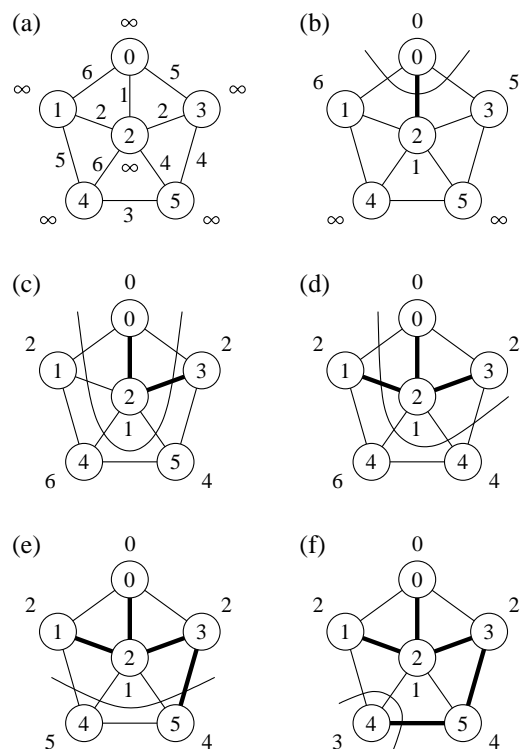 (a) ∞ (b) 0
0 0
6 5
∞ ∞ 6 5
1 1 3 1 3
2 2
2 2
5 6 ∞ 4 4 1
4 5 4 5
∞ 3 ∞ ∞ ∞
(c) 0 (d) 0
0 0
2 2 2 2
1 3 1 3
2 2
1 1
4 5 4 4
6 4 6 4
(e) 0 (f) 0
0 0
2 2 2 2
1 3 1 3
2 2
1 1
4 5 4 5
5 4 3 4